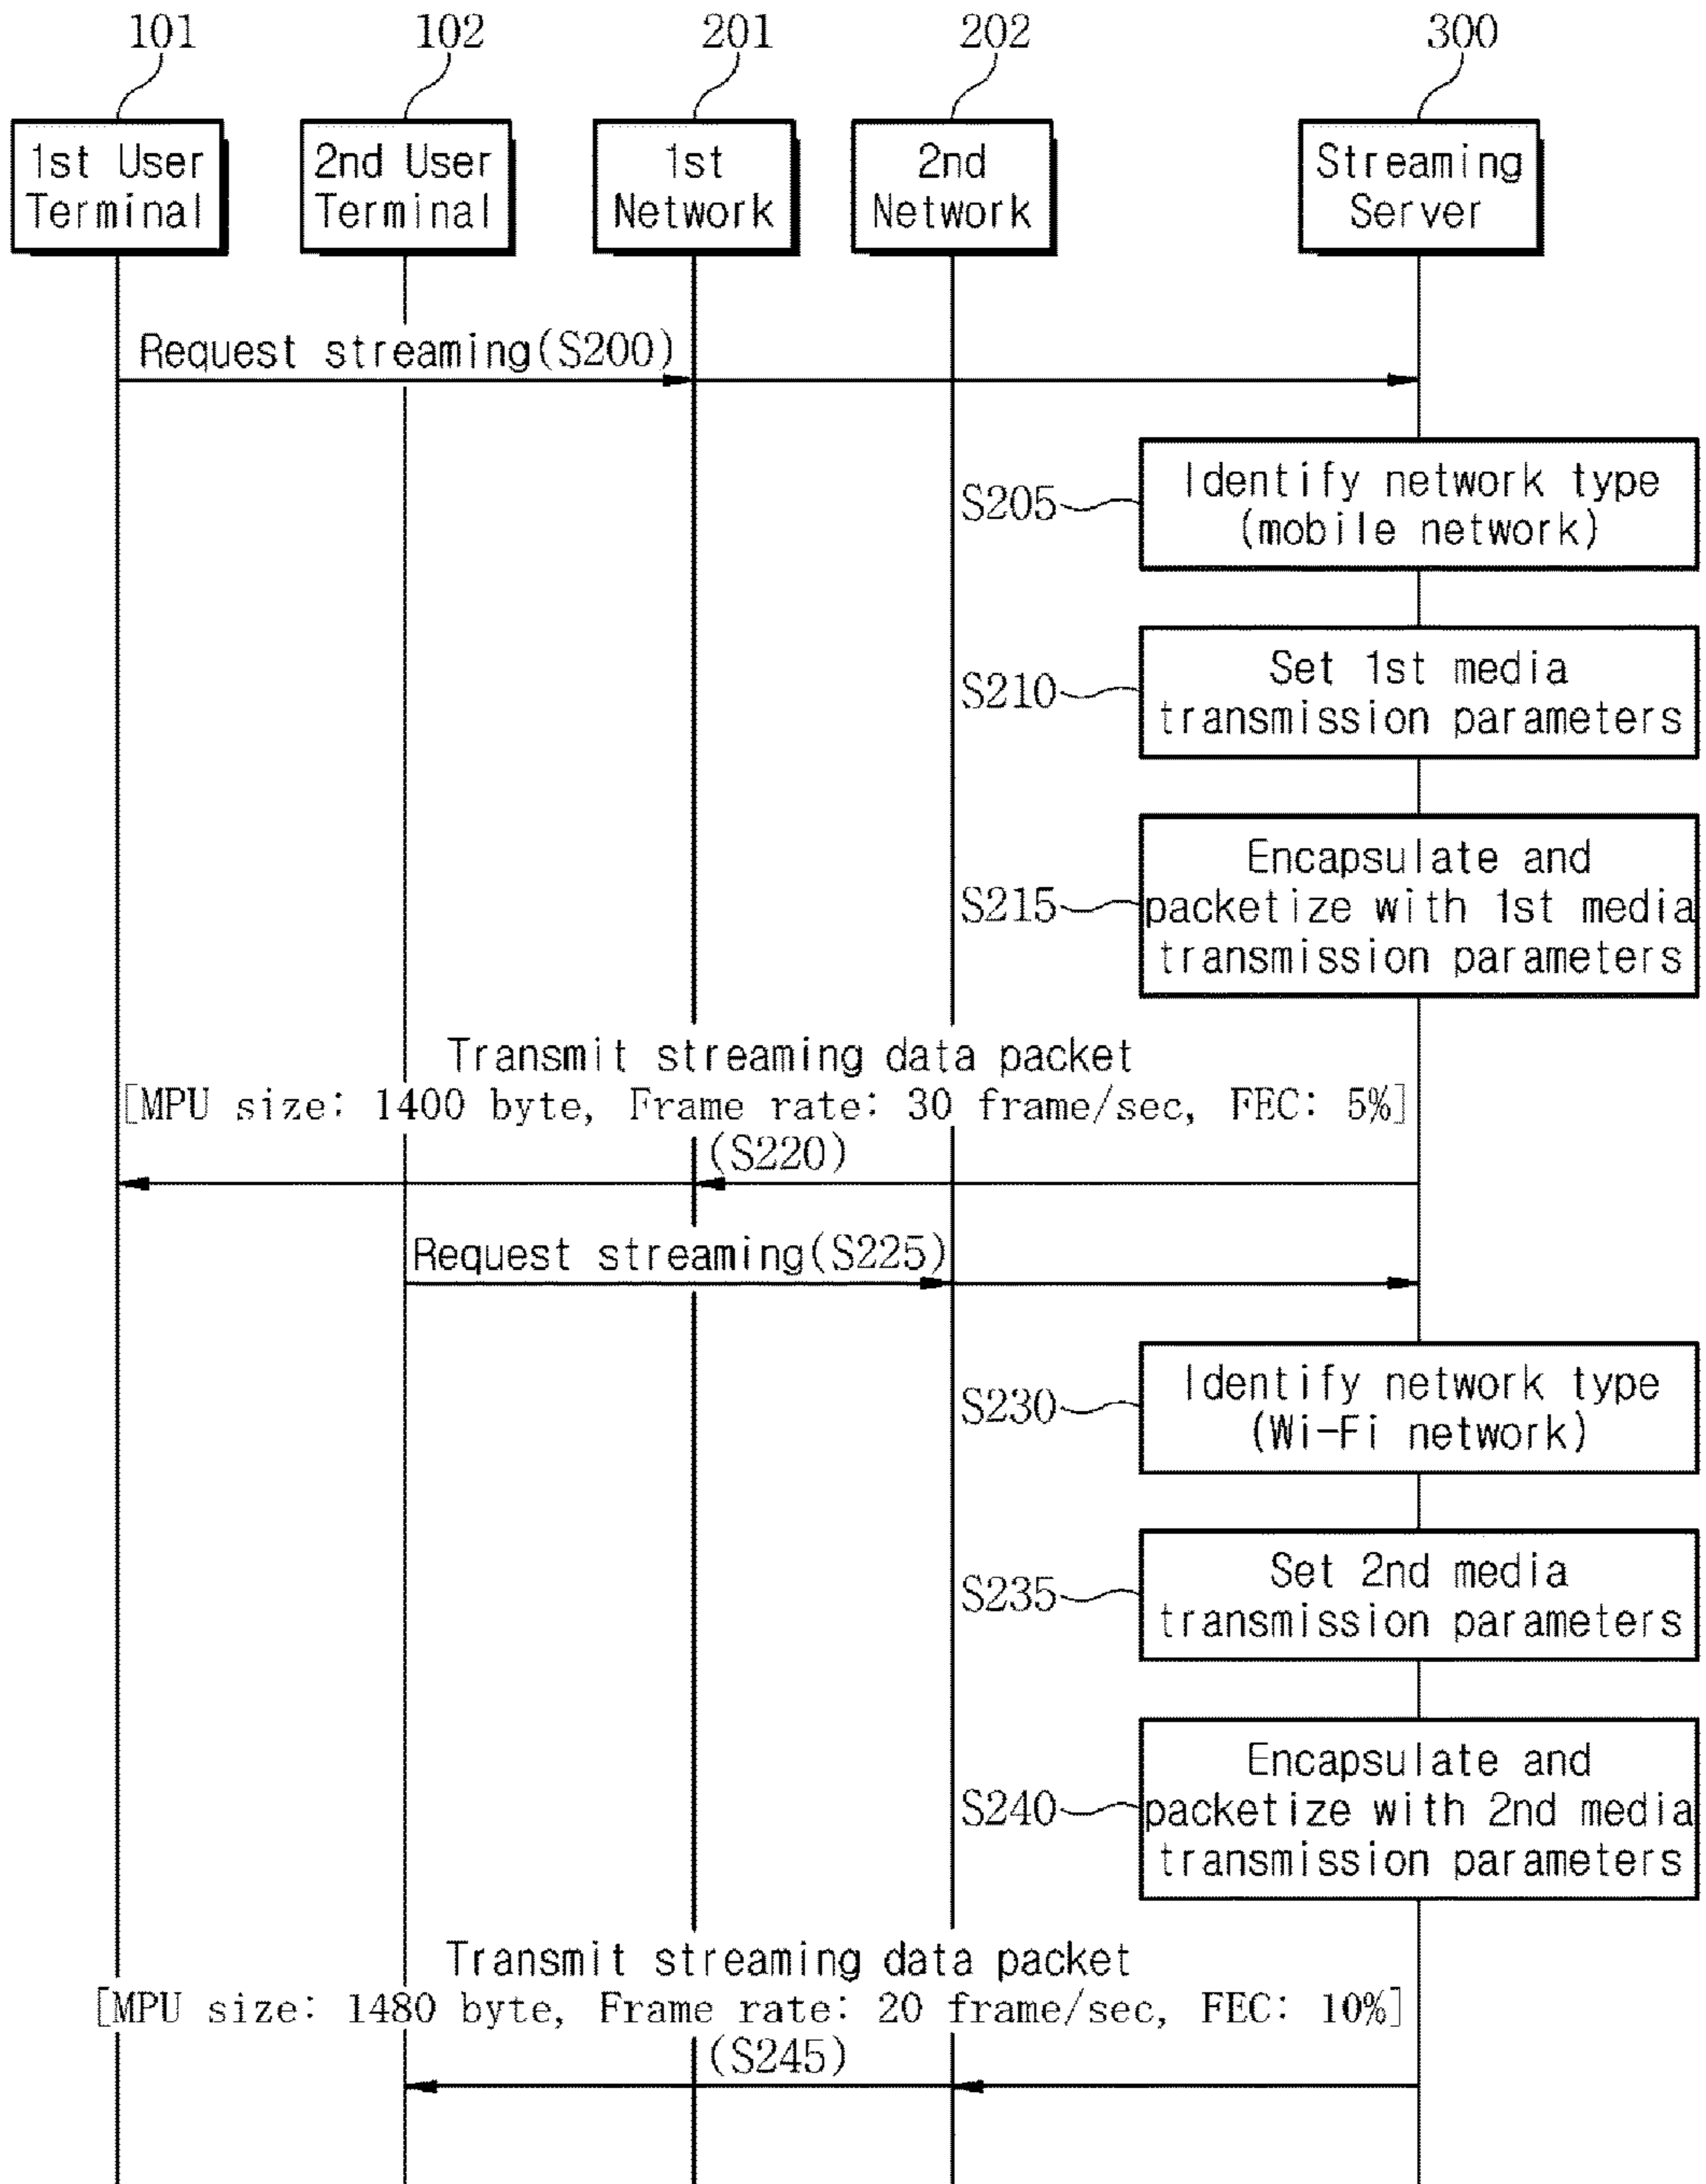 101
102
201
202
300
1st User
Terminal
2nd User
Terminal
1st
Network
2nd
Network
Streaming
Server
Request streaming(S200)
S205
Identify network type
(mobile network)
S210
Set 1st media
transmission parameters
S215
Encapsulate and
packetize with 1st media
transmission parameters
Transmit streaming data packet
[MPU size: 1400 byte, Frame rate: 30 frame/sec, FEC: 5%]
(S220)
Request streaming(S225)
S230
Identify network type
(Wi-Fi network)
S235
Set 2nd media
transmission parameters
S240
Encapsulate and
packetize with 2nd media
transmission parameters
Transmit streaming data packet
[MPU size: 1480 byte, Frame rate: 20 frame/sec, FEC: 10%]
(S245)